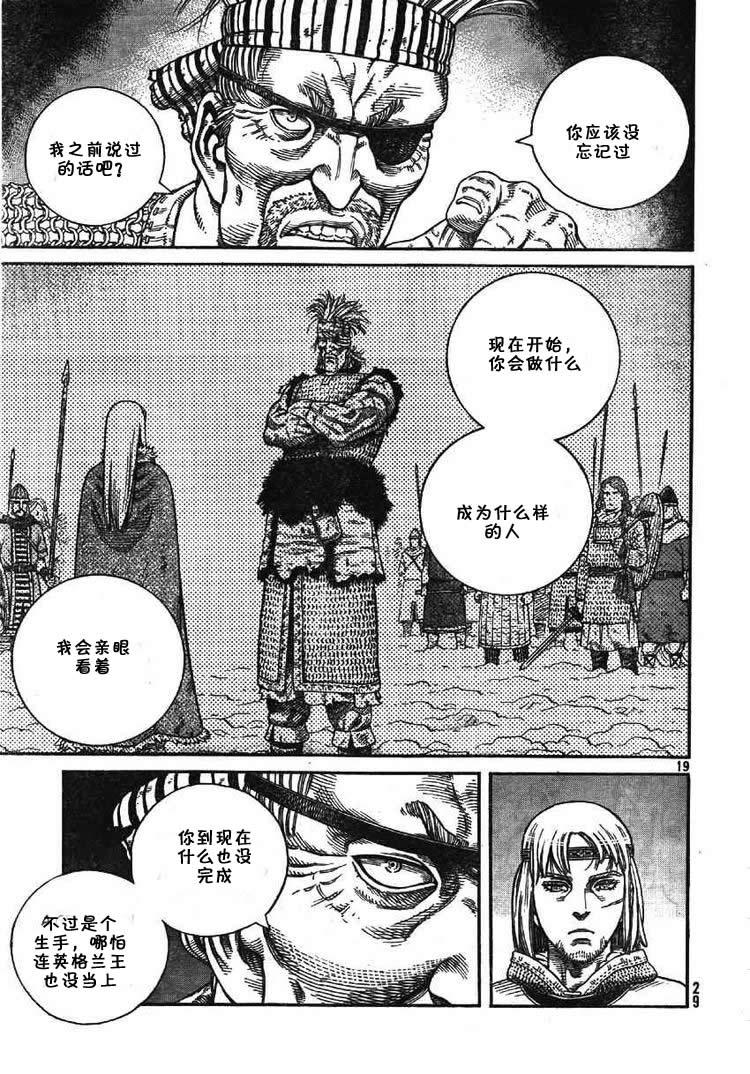 你应该没
忘记过
我之前说过
的话吧?
现在开始,
你会做什么
成为什么样
的人
我会亲眼
看着
19
你到现在
什么也没
完成
不过是个
生手, 哪怕
连英格兰王
也没当上
29